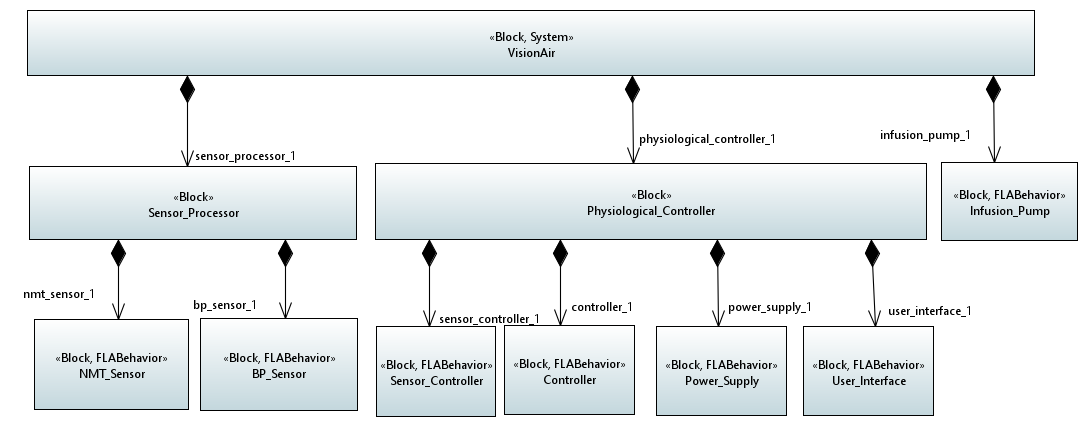 «Block, System»
VisionAir
sensor_processor_1
physiological_controller_1
infusion_pump_1
«Block»
Sensor_Processor
«Block»
Physiological_Controller
«Block, FLABehavior»
Infusion_Pump
nmt_sensor_1
bp_sensor_1
sensor_controller_1
controller_1
power_supply_1
user_interface_1
«Block, FLABehavior»
NMT_Sensor
«Block, FLABehavior»
BP_Sensor
«Block, FLABehavior»
Sensor_Controller
«Block, FLABehavior»
Controller
«Block, FLABehavior»
Power_Supply
«Block, FLABehavior»
User_Interface